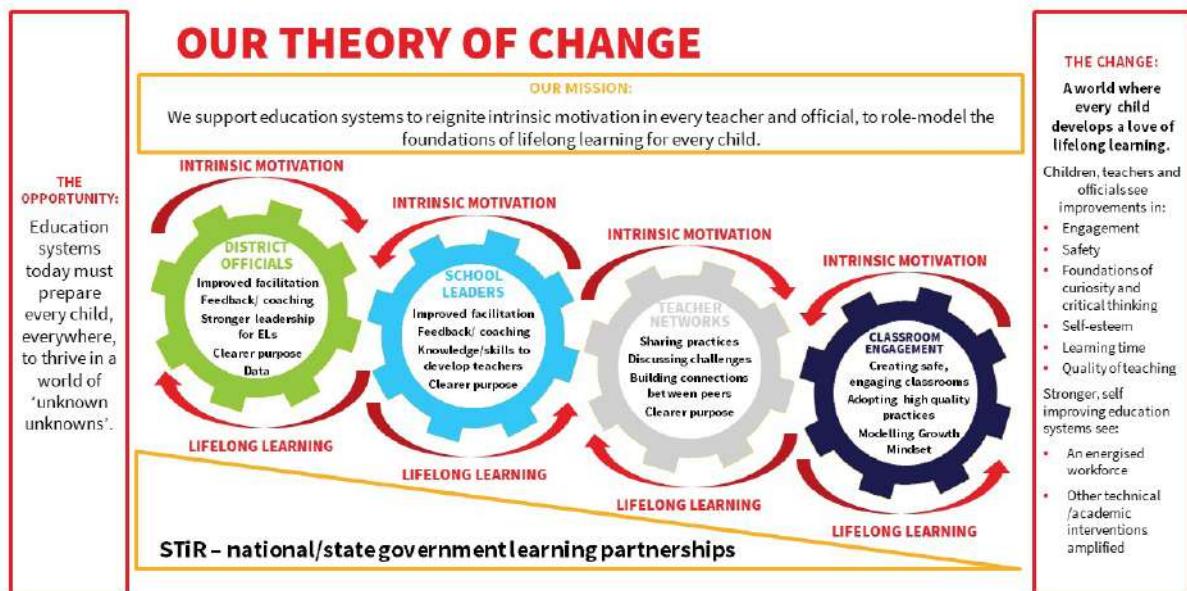 OUR THEORY OF CHANGE
THE
OPPORTUNITY:
Education
systems
today must
prepare
every child,
everywhere,
to thrive in a
world of
‘unknown
unknowns’.
OUR MISSION:
We support education systems to reignite intrinsic motivation in every teacher and official, to role-model the
foundations of lifelong learning for every child.
INTRINSIC MOTIVATION
DISTRICT
OFFICIALS
Improved facilitation
Feedback/ coaching
Stronger leadership
for ELs
Clearer purpose
Data
LIFELONG LEARNING
INTRINSIC MOTIVATION
SCHOOL
LEADERS
Improved facilitation
Feedback/ coaching
Knowledge/skills to
develop teachers
Clearer purpose
LIFELONG LEARNING
INTRINSIC MOTIVATION
TEACHER
NETWORKS
Sharing practices
Discussing challenges
Building connections
between peers
Clearer purpose
LIFELONG LEARNING
INTRINSIC MOTIVATION
CLASSROOM
ENGAGEMENT
Creating safe,
engaging classrooms
Adopting high quality
practices
Modelling Growth
Mindset
LIFELONG LEARNING
STiR – national/state government learning partnerships
THE CHANGE:
A world where
every child
develops a love of
lifelong learning.
Children, teachers and
officials see
improvements in:
• Engagement
• Safety
• Foundations of
curiosity and
critical thinking
• Self-esteem
• Learning time
• Quality of teaching
Stronger, self
improving education
systems see:
• An energised
workforce
• Other technical
/academic
interventions
amplified